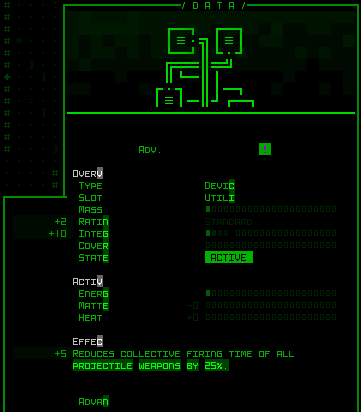 / D A T A /
Adv.
Overv
Type Devic
Slot Utili
Mass
+2 Ratin Standard
+10 Integ
Cover
State ACTIVE
Activ
Energ
Matte -0
Heat +0
Effec
+5 Reduces collective firing time of all
projectile weapons by 25%.
Advan